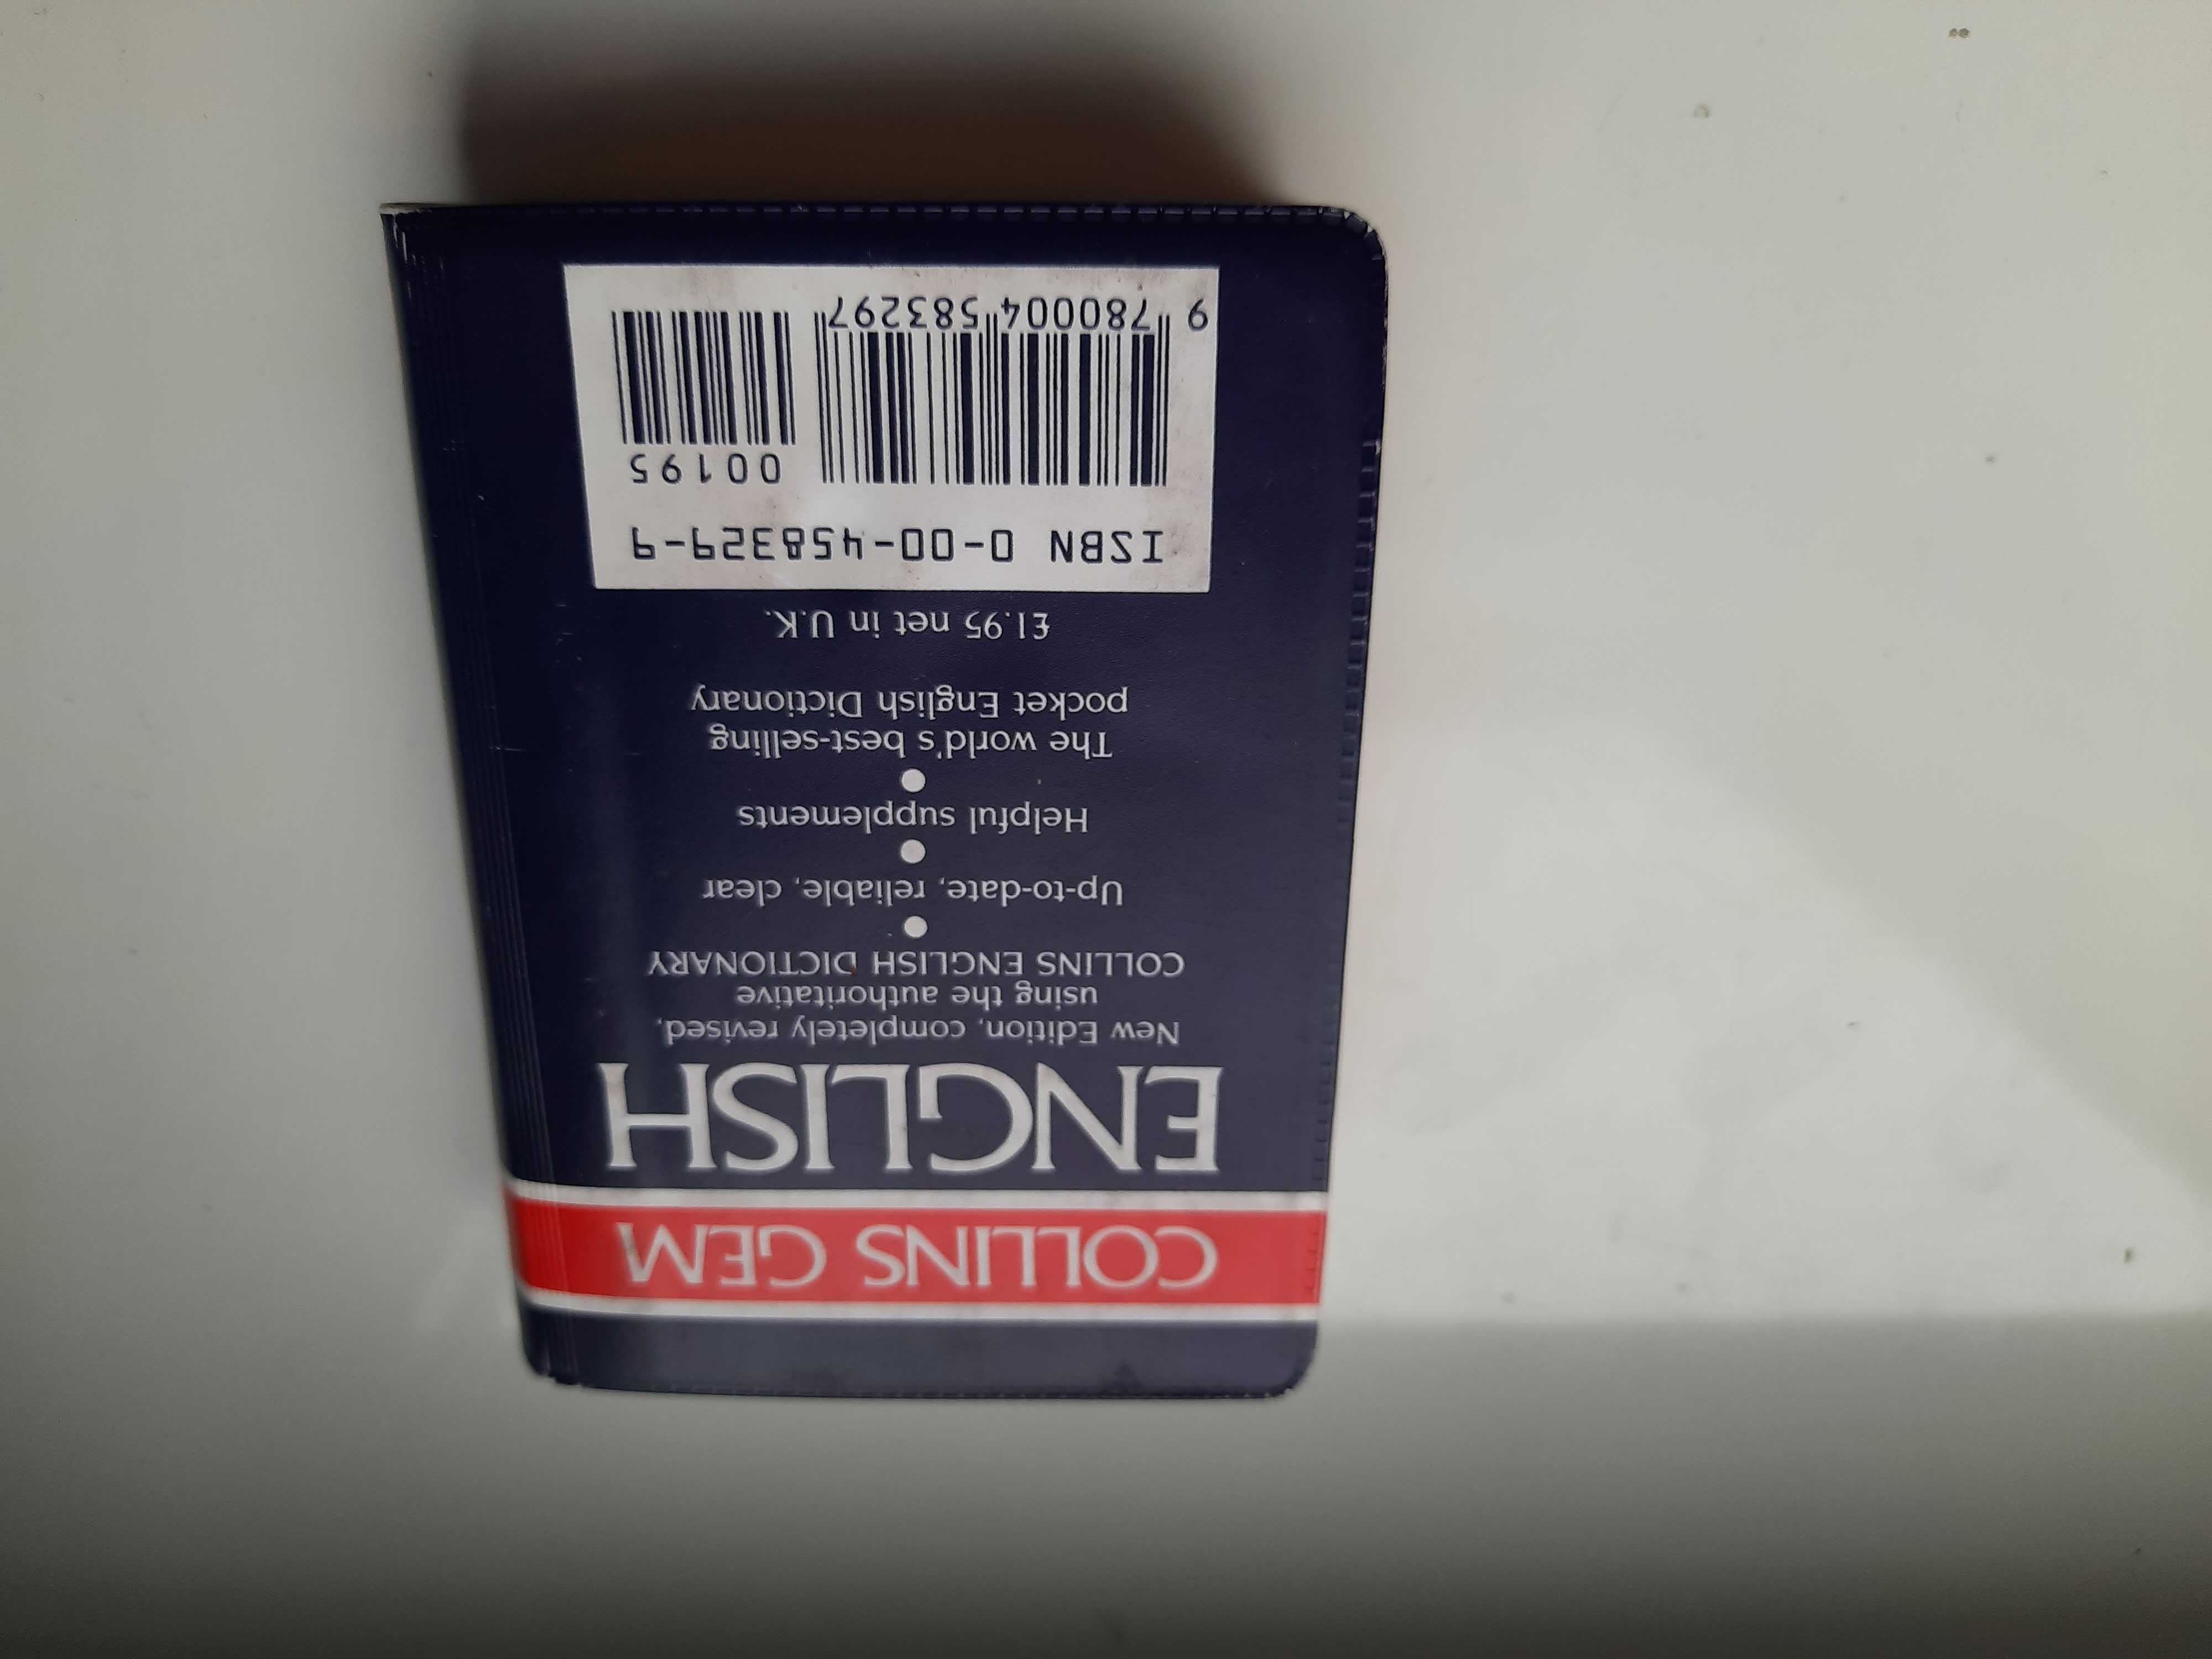 COLLINS GEM
ENGLISH
New Edition, completely revised,
using the authoritative
COLLINS ENGLISH DICTIONARY
Up-to-date, reliable, clear
Helpful supplements
The world's best-selling
pocket English Dictionary
£1.95 net in U.K.
ISBN 0-00-458329-9
00195
9 780004 583297